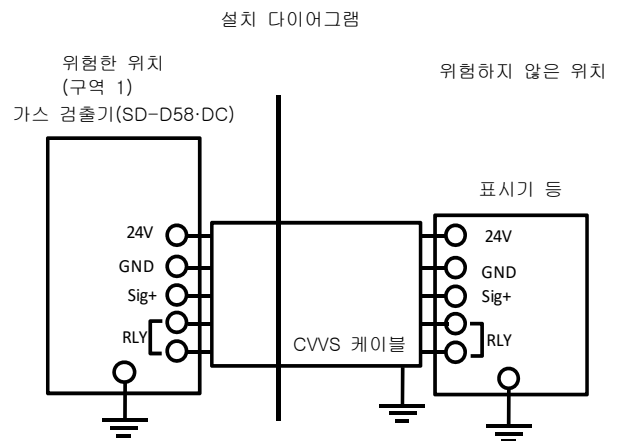 설치 다이어그램
위험한 위치
(구역 1)
가스 검출기(SD-D58·DC)
위험하지 않은 위치
표시기 등
24V
GND
Sig+
RLY
CVVS 케이블
24V
GND
Sig+
RLY